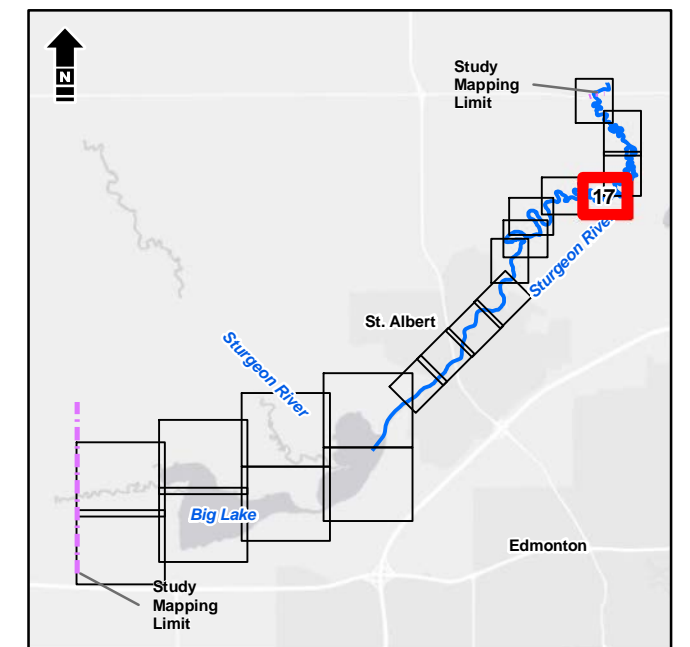 N
Study
Mapping
Limit
17
Sturgeon River
St. Albert
Sturgeon River
Big Lake
Edmonton
Study
Mapping
Limit